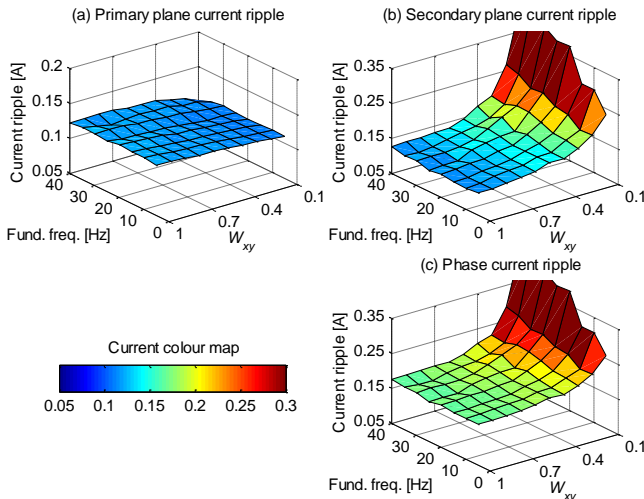 (a) Primary plane current ripple
Current ripple [A]
0.2
0.15
0.1
0.05
40
30
20
10
0
Fund. freq. [Hz]
1
0.7
0.4
0.1
W_xy
(b) Secondary plane current ripple
Current ripple [A]
0.35
0.25
0.15
0.05
40
30
20
10
0
Fund. freq. [Hz]
1
0.7
0.4
0.1
W_xy
Current colour map
0.05 0.1 0.15 0.2 0.25 0.3
(c) Phase current ripple
Current ripple [A]
0.35
0.25
0.15
0.05
40
30
20
10
0
Fund. freq. [Hz]
1
0.7
0.4
0.1
W_xy